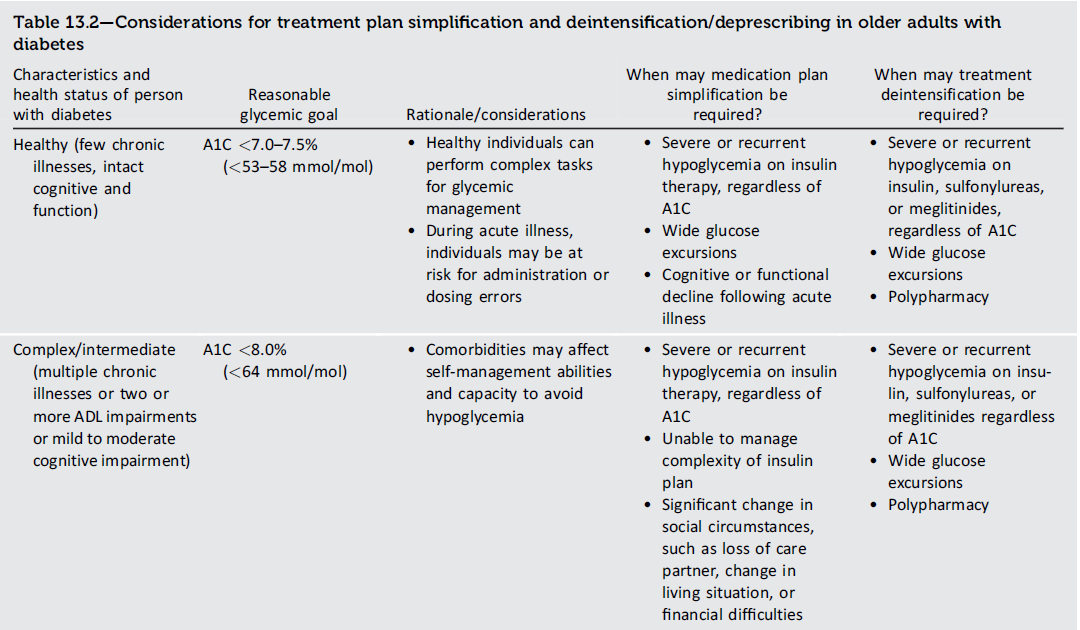 Table 13.2—Considerations for treatment plan simplification and deintensification/deprescribing in older adults with
diabetes
Characteristics and
health status of person
with diabetes
Reasonable
glycemic goal
Rationale/considerations
When may medication plan
simplification be
required?
When may treatment
deintensification be
required?
Healthy (few chronic
illnesses, intact
cognitive and
function)
A1C <7.0–7.5%
(<53–58 mmol/mol)
• Healthy individuals can
perform complex tasks
for glycemic
management
• During acute illness,
individuals may be at
risk for administration or
dosing errors
• Severe or recurrent
hypoglycemia on insulin
therapy, regardless of
A1C
• Wide glucose
excursions
• Cognitive or functional
decline following acute
illness
• Severe or recurrent
hypoglycemia on
insulin, sulfonylureas,
or meglitinides,
regardless of A1C
• Wide glucose
excursions
• Polypharmacy
Complex/intermediate
(multiple chronic
illnesses or two or
more ADL impairments
or mild to moderate
cognitive impairment)
A1C <8.0%
(<64 mmol/mol)
• Comorbidities may affect
self-management abilities
and capacity to avoid
hypoglycemia
• Severe or recurrent
hypoglycemia on insulin
therapy, regardless of
A1C
• Unable to manage
complexity of insulin
plan
• Significant change in
social circumstances,
such as loss of care
partner, change in
living situation, or
financial difficulties
• Severe or recurrent
hypoglycemia on insu-
lin, sulfonylureas, or
meglitinides regardless
of A1C
• Wide glucose
excursions
• Polypharmacy